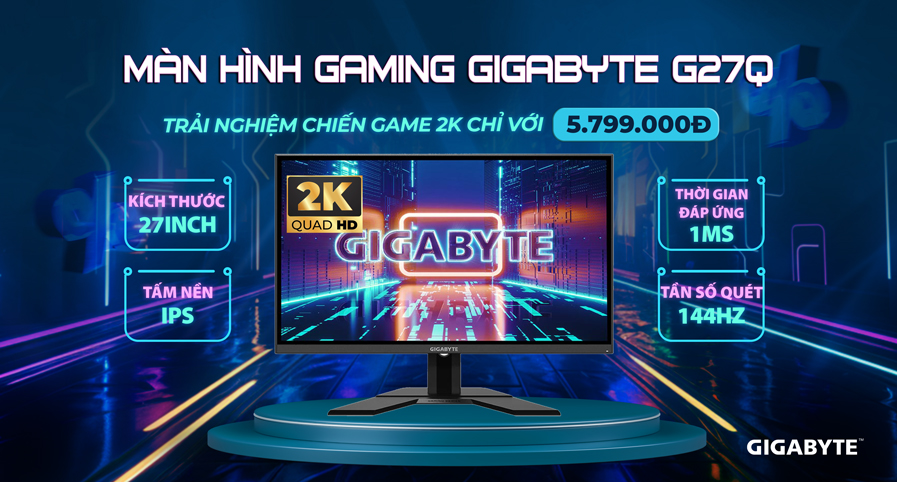 MÀN HÌNH GAMING GIGABYTE G27Q
TRẢI NGHIỆM CHIẾN GAME 2K CHỈ VỚI 5.799.000Đ
KÍCH THƯỚC
27INCH
TẤM NỀN
IPS
2K
QUAD HD
GIGABYTE
GIGABYTE
THỜI GIAN
ĐÁP ỨNG
1MS
TẦN SỐ QUÉT
144HZ
GIGABYTE™